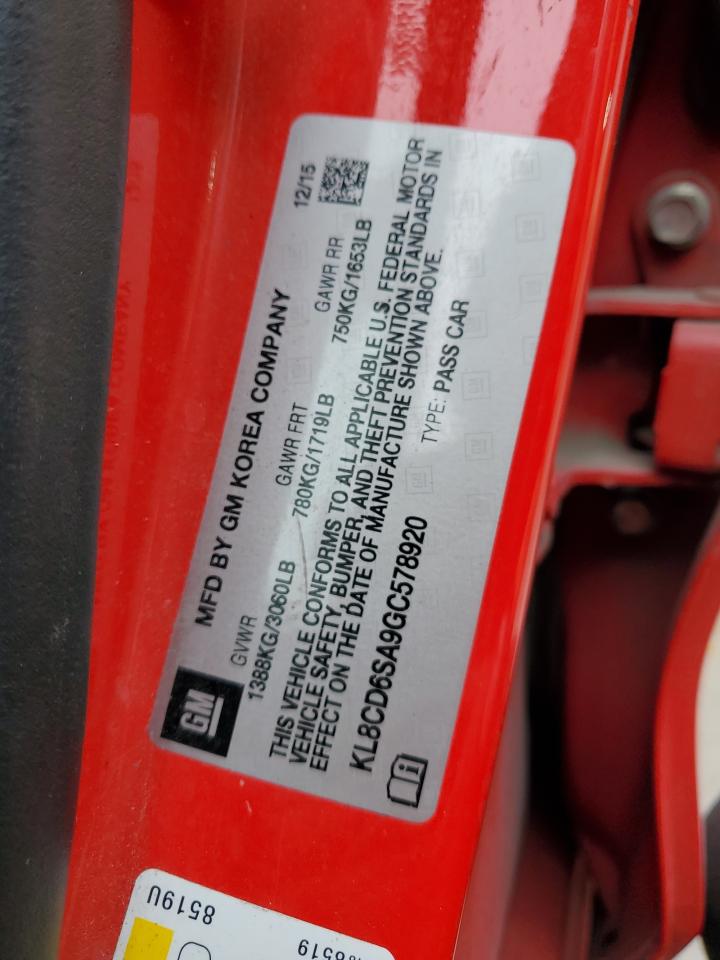 GM
MFD BY GM KOREA COMPANY
12/15
GVWR GAWR FRT GAWR RR
1388KG/3060LB 780KG/1719LB 750KG/1653LB
THIS VEHICLE CONFORMS TO ALL APPLICABLE U.S. FEDERAL MOTOR
VEHICLE SAFETY, BUMPER, AND THEFT PREVENTION STANDARDS IN
EFFECT ON THE DATE OF MANUFACTURE SHOWN ABOVE.
KL8CD6SA9GC578920 TYPE: PASS CAR
8519U
8519